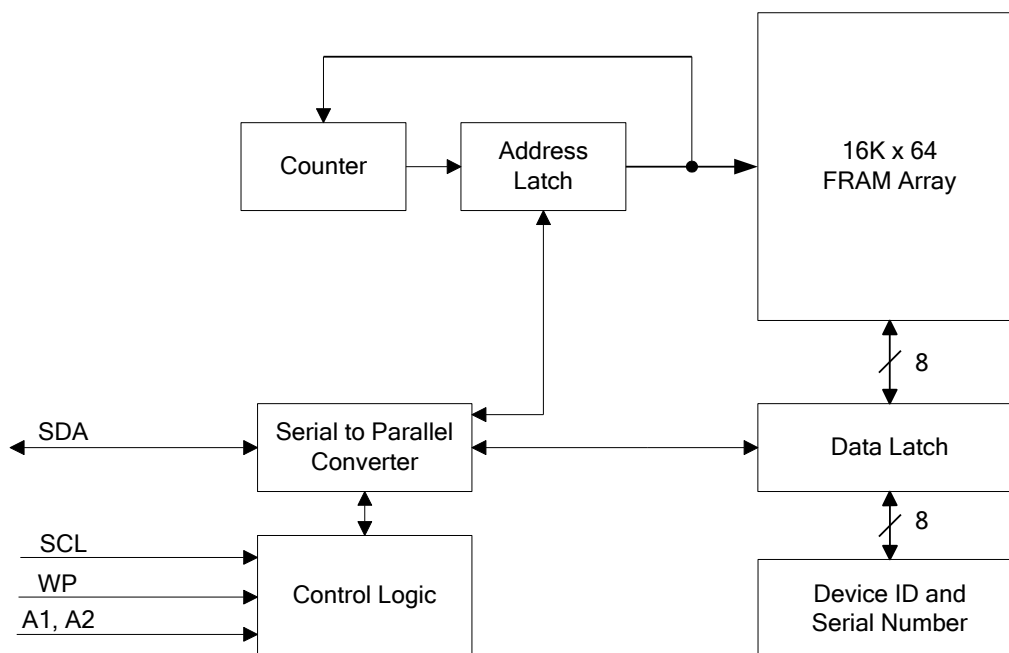 Counter
Address
Latch
16K x 64
FRAM Array
8
SDA
Serial to Parallel
Converter
Data Latch
8
SCL
WP
A1, A2
Control Logic
Device ID and
Serial Number